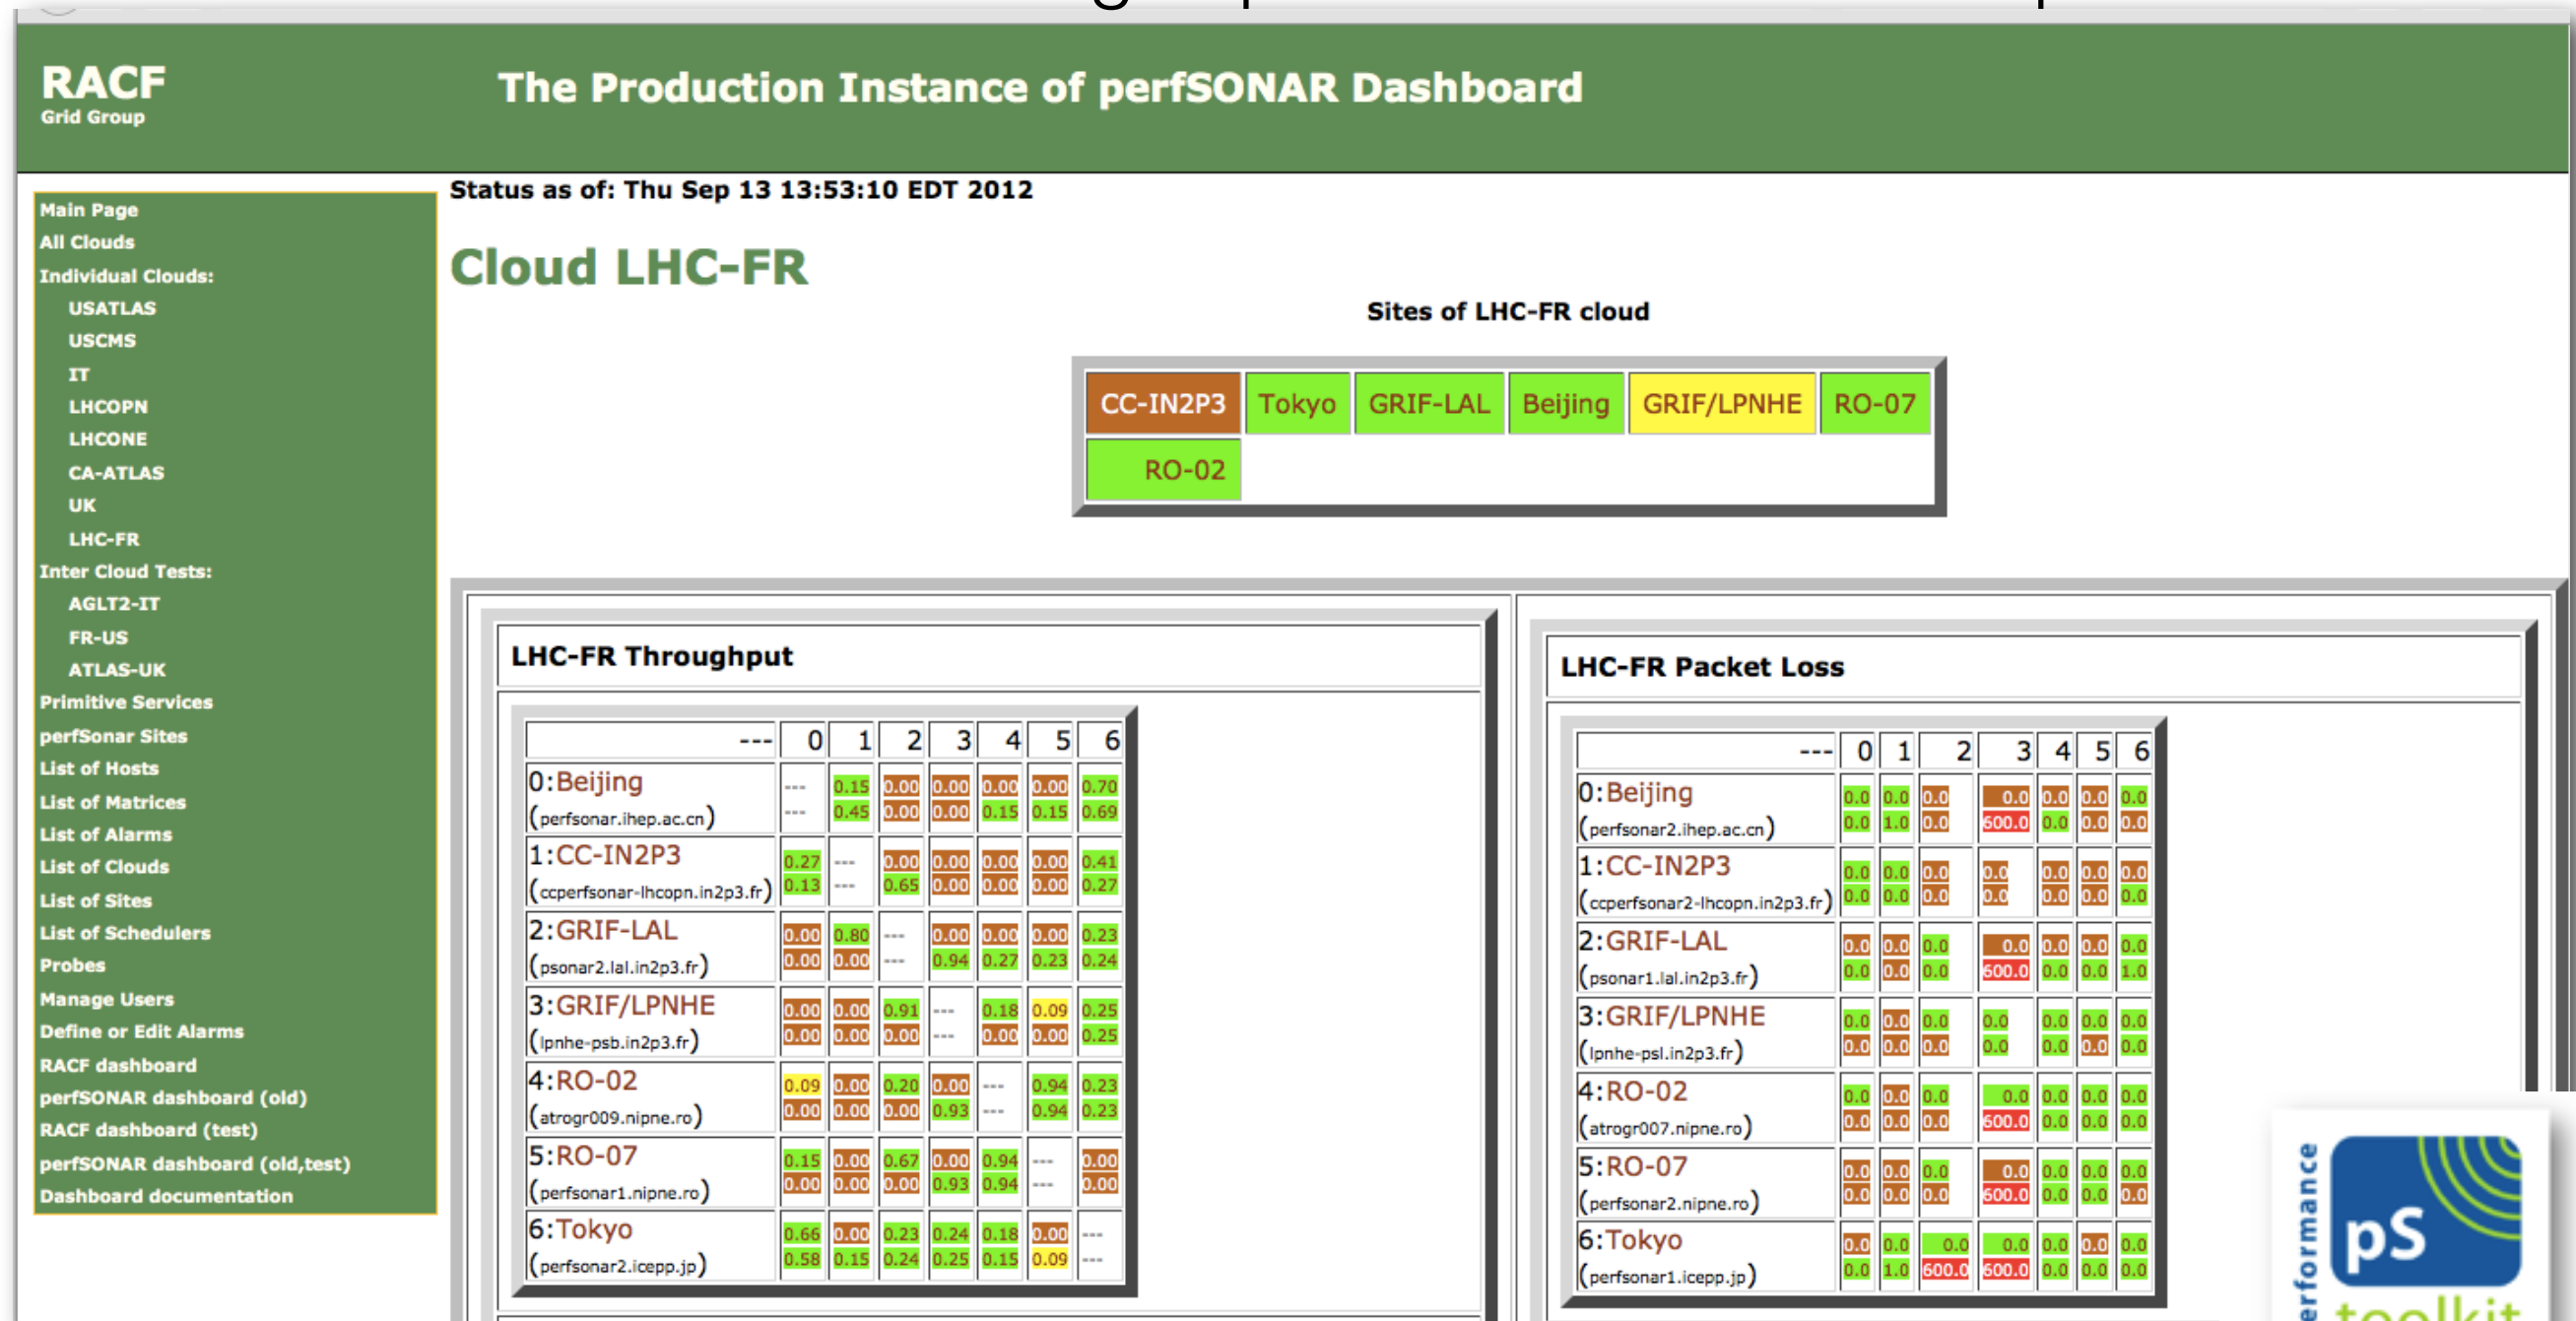 RACF
Grid Group
The Production Instance of perfSONAR Dashboard
Main Page
All Clouds
Individual Clouds:
USATLAS
USCMS
IT
LHCOPN
LHCONE
CA-ATLAS
UK
LHC-FR
Inter Cloud Tests:
AGLT2-IT
FR-US
ATLAS-UK
Primitive Services
perfSonar Sites
List of Hosts
List of Matrices
List of Alarms
List of Clouds
List of Sites
List of Schedulers
Probes
Manage Users
Define or Edit Alarms
RACF dashboard
perfSONAR dashboard (old)
RACF dashboard (test)
perfSONAR dashboard (old,test)
Dashboard documentation
Status as of: Thu Sep 13 13:53:10 EDT 2012
Cloud LHC-FR
Sites of LHC-FR cloud
CC-IN2P3 Tokyo GRIF-LAL Beijing GRIF/LPNHE RO-07
RO-02
LHC-FR Throughput
--- 0 1 2 3 4 5 6
0:Beijing
--- 0.15 0.00 0.00 0.00 0.00 0.70
(perfsonar.ihep.ac.cn)
--- 0.45 0.00 0.00 0.15 0.15 0.69
1:CC-IN2P3
0.27 --- 0.00 0.00 0.00 0.00 0.41
(ccperfsonar-lhcopn.in2p3.fr)
0.13 --- 0.65 0.00 0.00 0.00 0.27
2:GRIF-LAL
0.00 0.80 --- 0.00 0.00 0.00 0.23
(psonar2.lal.in2p3.fr)
0.00 0.00 --- 0.94 0.27 0.23 0.24
3:GRIF/LPNHE
0.00 0.00 0.91 --- 0.18 0.09 0.25
(lpnhe-psb.in2p3.fr)
0.00 0.00 0.00 --- 0.00 0.00 0.25
4:RO-02
0.09 0.00 0.20 0.00 --- 0.94 0.23
(atrogr009.nipne.ro)
0.00 0.00 0.00 0.93 --- 0.94 0.23
5:RO-07
0.15 0.00 0.67 0.00 0.94 --- 0.00
(perfsonar1.nipne.ro)
0.00 0.00 0.00 0.93 0.94 --- 0.00
6:Tokyo
0.66 0.00 0.23 0.24 0.18 0.00 ---
(perfsonar2.icepp.jp)
0.58 0.15 0.24 0.25 0.15 0.09 ---
LHC-FR Packet Loss
--- 0 1 2 3 4 5 6
0:Beijing
0.0 0.0 0.0 0.0 0.0 0.0 0.0
(perfsonar2.ihep.ac.cn)
0.0 1.0 0.0 600.0 0.0 0.0 0.0
1:CC-IN2P3
0.0 0.0 0.0 0.0 0.0 0.0 0.0
(ccperfsonar2-lhcopn.in2p3.fr)
0.0 0.0 0.0 0.0 0.0 0.0 0.0
2:GRIF-LAL
0.0 0.0 0.0 0.0 0.0 0.0 0.0
(psonar1.lal.in2p3.fr)
0.0 0.0 0.0 600.0 0.0 0.0 1.0
3:GRIF/LPNHE
0.0 0.0 0.0 0.0 0.0 0.0 0.0
(lpnhe-psl.in2p3.fr)
0.0 0.0 0.0 0.0 0.0 0.0 0.0
4:RO-02
0.0 0.0 0.0 0.0 0.0 0.0 0.0
(atrogr007.nipne.ro)
0.0 0.0 0.0 600.0 0.0 0.0 0.0
5:RO-07
0.0 0.0 0.0 0.0 0.0 0.0 0.0
(perfsonar2.nipne.ro)
0.0 0.0 0.0 600.0 0.0 0.0 0.0
6:Tokyo
0.0 0.0 0.0 0.0 0.0 0.0 0.0
(perfsonar1.icepp.jp)
0.0 1.0 600.0 600.0 0.0 0.0 0.0
pS
toolkit